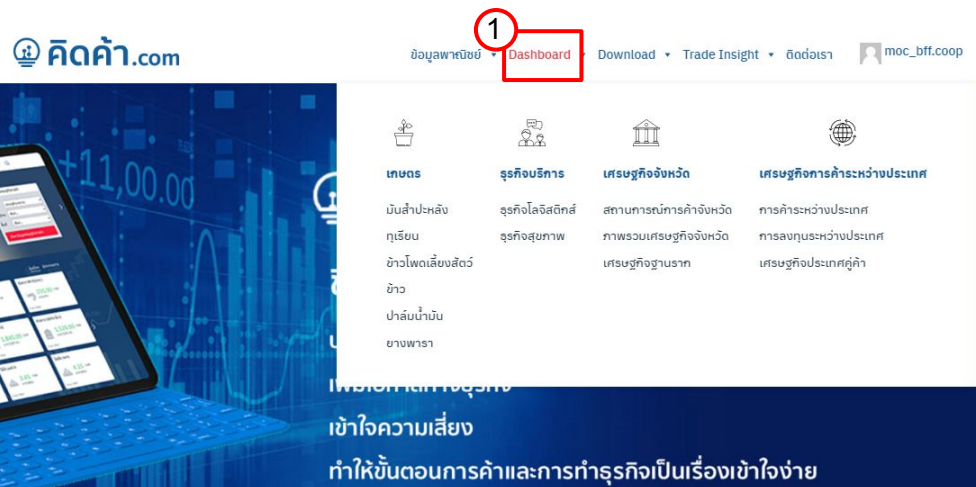 1
คิดค้า.com
ข้อมูลพาณิชย์ Dashboard Download Trade Insight ติดต่อเรา moc_bff.coop
+11,00.00
เกษตร ธุรกิจบริการ เศรษฐกิจจังหวัด เศรษฐกิจการค้าระหว่างประเทศ
มันสำปะหลัง ธุรกิจโลจิสติกส์ สถานการณ์การค้าจังหวัด การค้าระหว่างประเทศ
ทุเรียน ธุรกิจสุขภาพ ภาพรวมเศรษฐกิจจังหวัด การลงทุนระหว่างประเทศ
ข้าวโพดเลี้ยงสัตว์ เศรษฐกิจฐานราก เศรษฐกิจประเทศคู่ค้า
ข้าว
ปาล์มน้ำมัน
ยางพารา
เข้าใจความเสี่ยง
ทำให้ขั้นตอนการค้าและการทำธุรกิจเป็นเรื่องเข้าใจง่าย